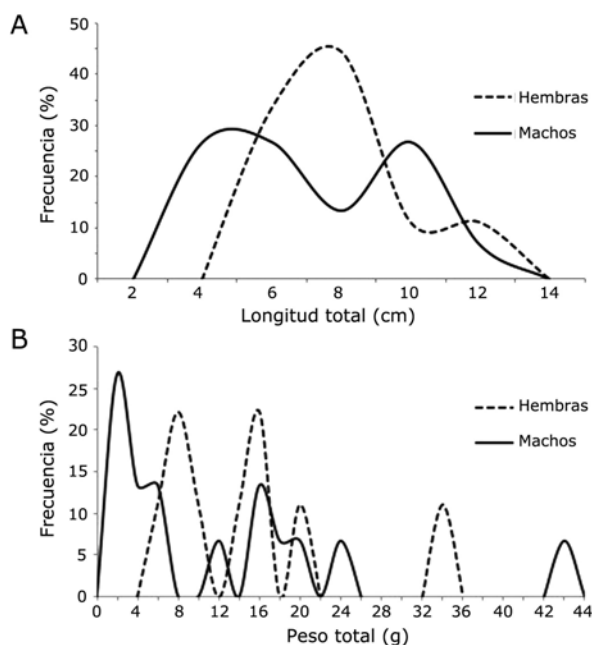 A
50
40
30
20
10
0
Frecuencia (%)
Hembras
Machos
2 4 6 8 10 12 14
Longitud total (cm)
B
30
25
20
15
10
5
0
Frecuencia (%)
Hembras
Machos
0 4 8 12 16 20 24 28 32 36 40 42 44
Peso total (g)